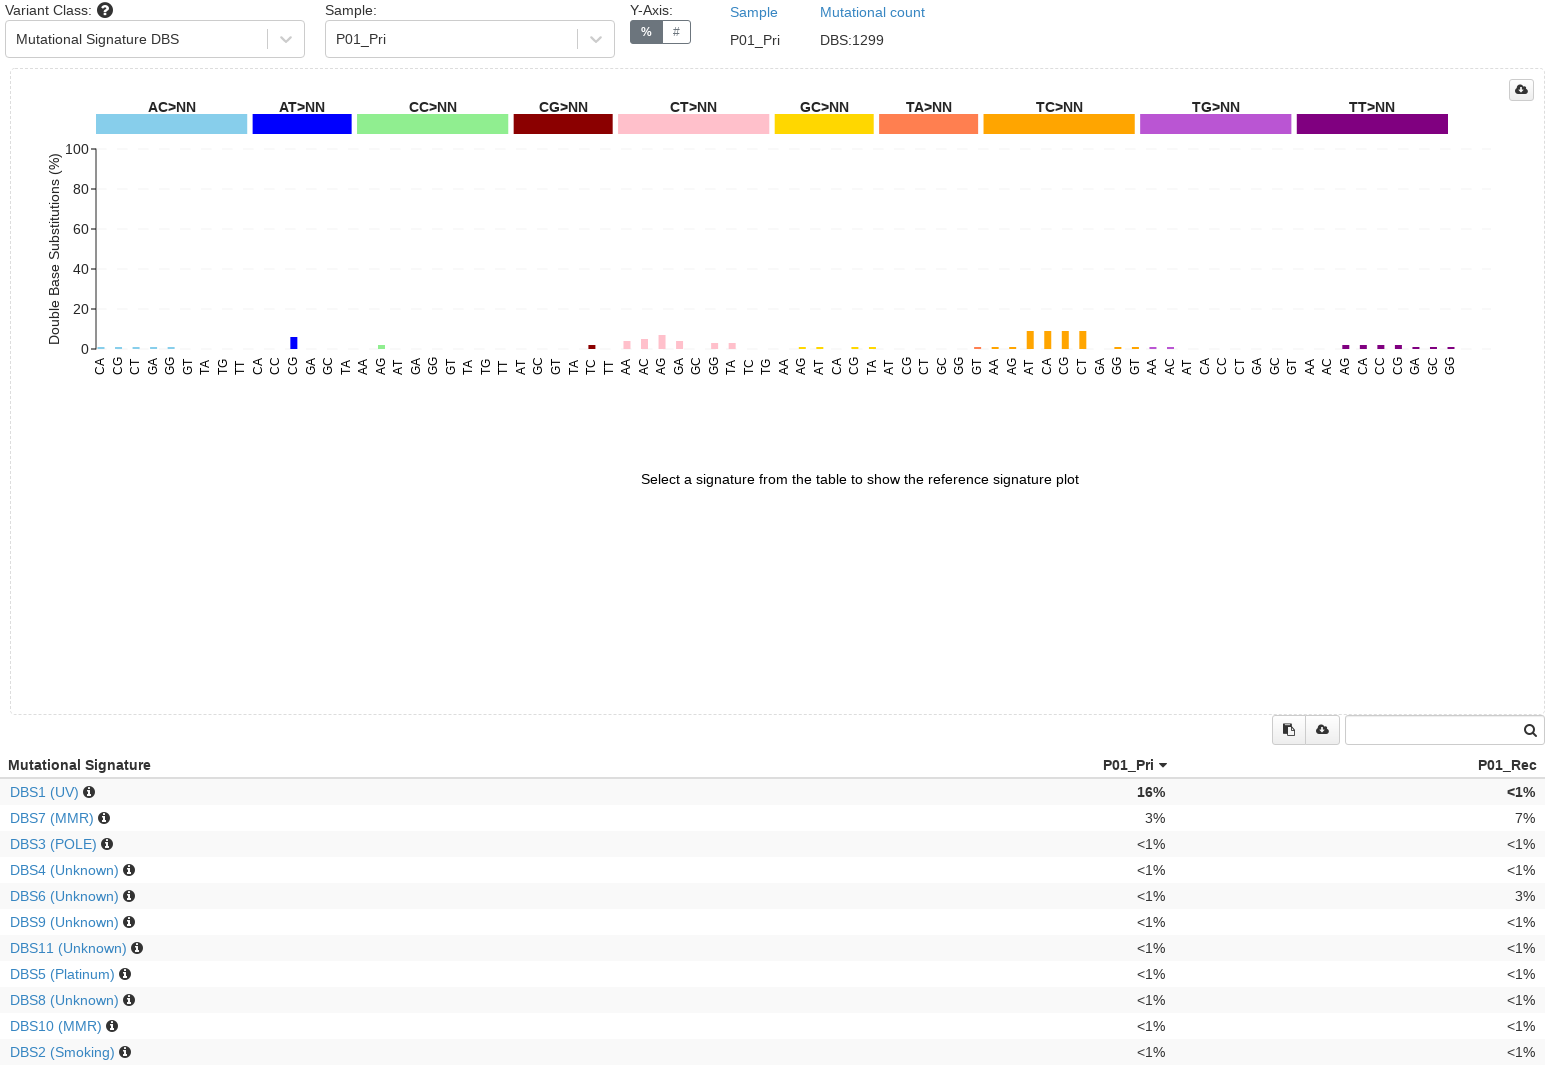 Variant Class:
Mutational Signature DBS
Sample:
P01_Pri
Y-Axis:
% #
Sample Mutational count
P01_Pri DBS:1299
AC>NN AT>NN CC>NN CG>NN CT>NN GC>NN TA>NN TC>NN TG>NN TT>NN
Double Base Substitutions (%)
100
80
60
40
20
0
CA CG CT GA GG GT TA TG TT CA CC CG GA GC TA AA AG AT GA GG GT TA TG TT AT GC GT TA TC TT AA AC AG GA GC GG TA TC TG AA AG AT CA CG TA AT CG CT GC GG GT AA AG AT CA CG CT GA GG GT AA AC AT CA CC CT GA GC GT AA AC AG CA CC CG GA GC GG
Select a signature from the table to show the reference signature plot
Mutational Signature P01_Pri P01_Rec
DBS1 (UV) 16% <1%
DBS7 (MMR) 3% 7%
DBS3 (POLE) <1% <1%
DBS4 (Unknown) <1% <1%
DBS6 (Unknown) <1% 3%
DBS9 (Unknown) <1% <1%
DBS11 (Unknown) <1% <1%
DBS5 (Platinum) <1% <1%
DBS8 (Unknown) <1% <1%
DBS10 (MMR) <1% <1%
DBS2 (Smoking) <1% <1%